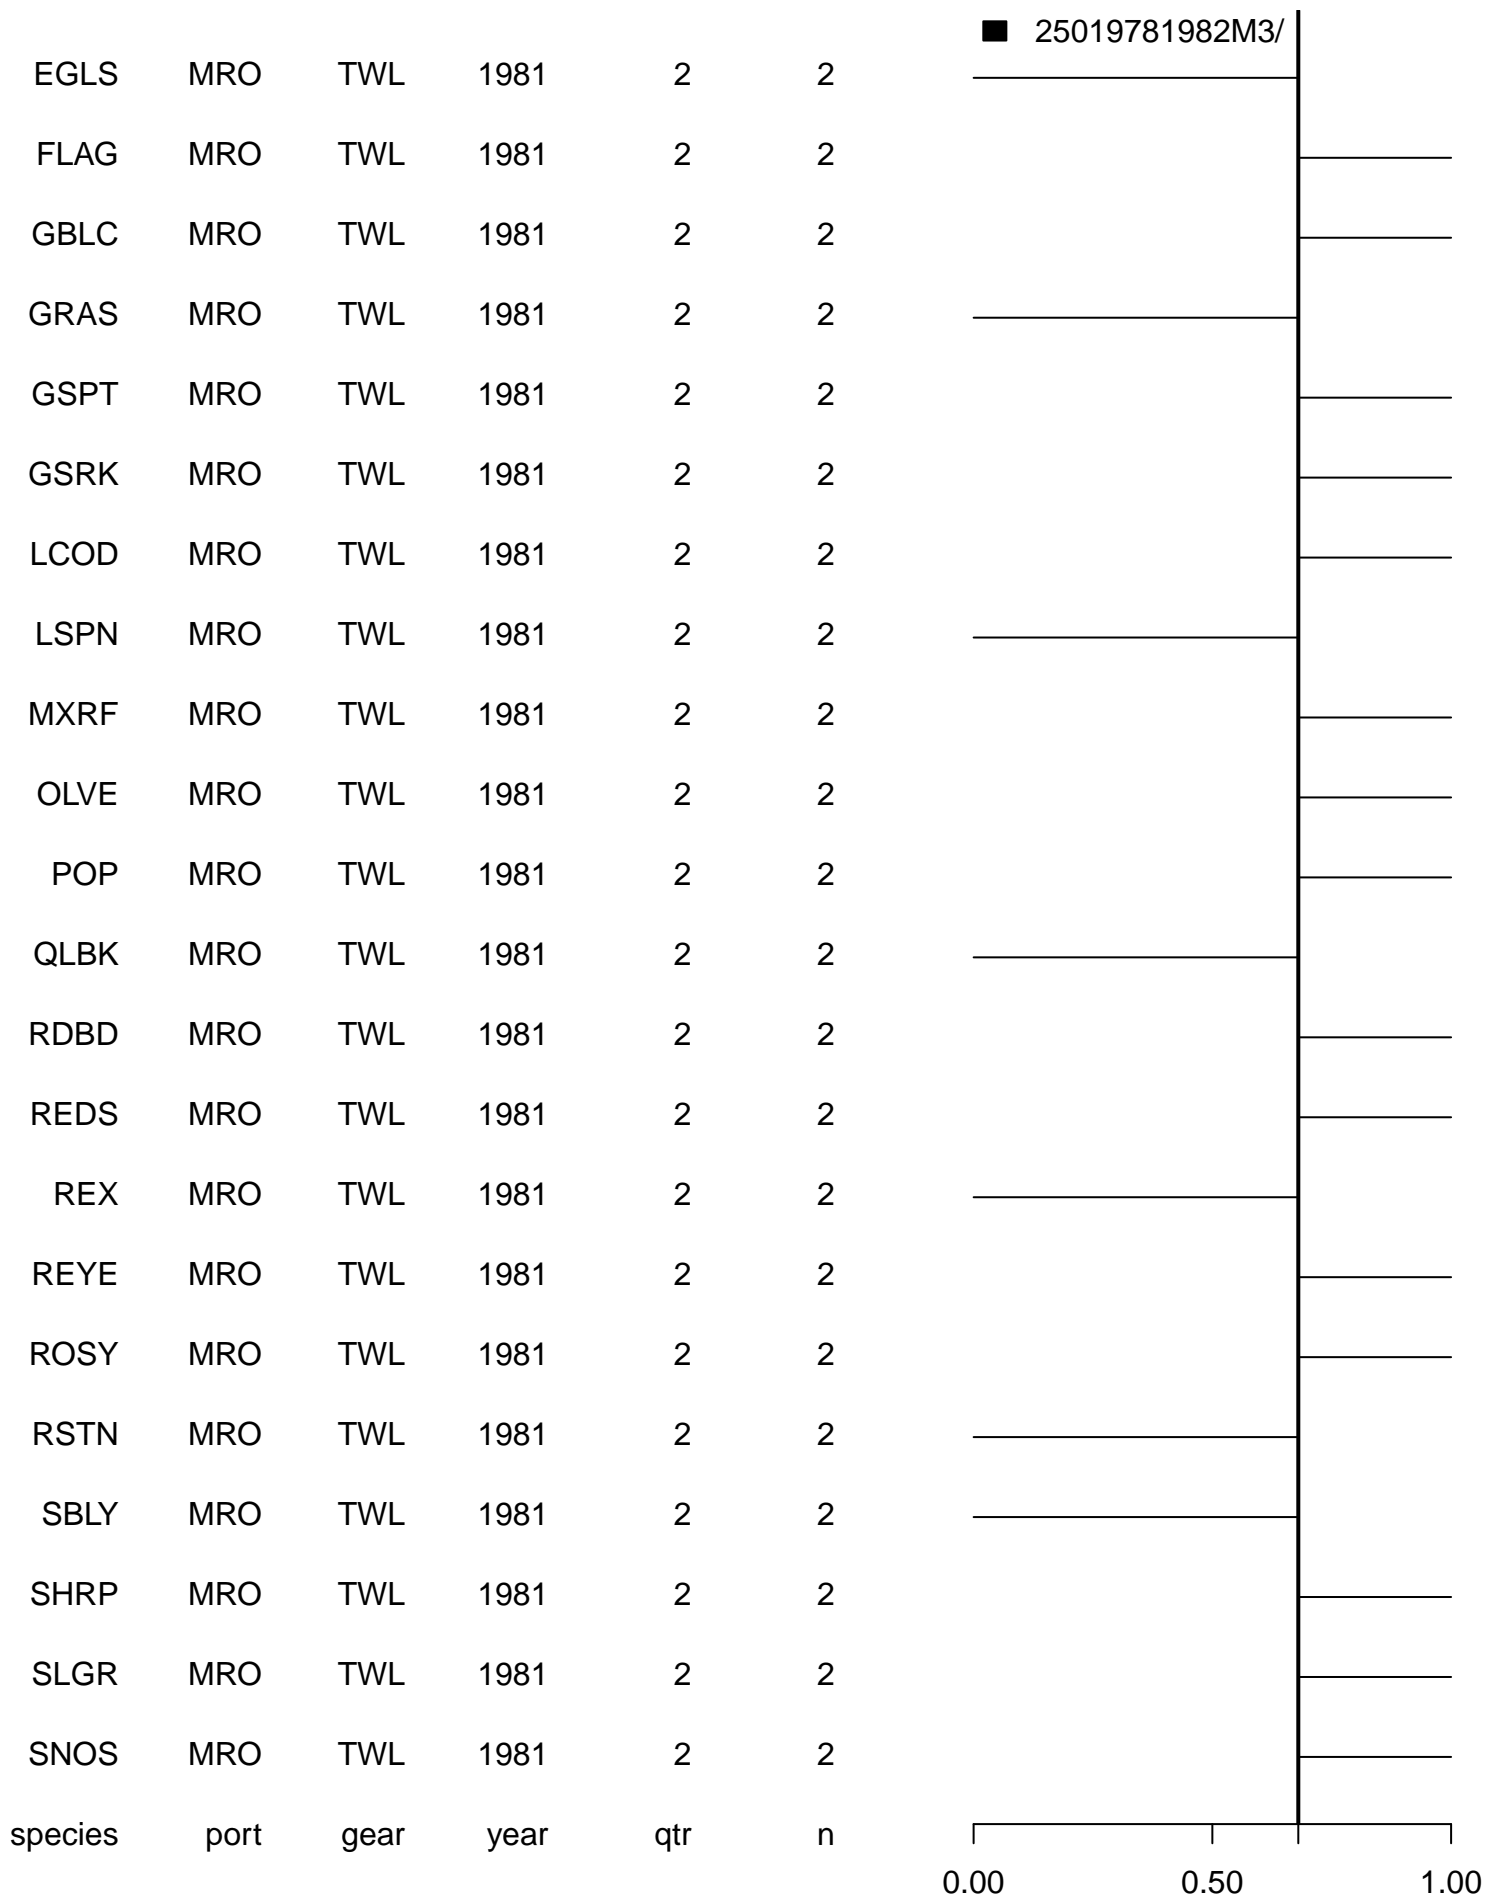 25019781982M3/
EGLS MRO TWL 1981 2 2
FLAG MRO TWL 1981 2 2
GBLC MRO TWL 1981 2 2
GRAS MRO TWL 1981 2 2
GSPT MRO TWL 1981 2 2
GSRK MRO TWL 1981 2 2
LCOD MRO TWL 1981 2 2
LSPN MRO TWL 1981 2 2
MXRF MRO TWL 1981 2 2
OLVE MRO TWL 1981 2 2
POP MRO TWL 1981 2 2
QLBK MRO TWL 1981 2 2
RDBD MRO TWL 1981 2 2
REDS MRO TWL 1981 2 2
REX MRO TWL 1981 2 2
REYE MRO TWL 1981 2 2
ROSY MRO TWL 1981 2 2
RSTN MRO TWL 1981 2 2
SBLY MRO TWL 1981 2 2
SHRP MRO TWL 1981 2 2
SLGR MRO TWL 1981 2 2
SNOS MRO TWL 1981 2 2
species port gear year qtr n
0.00 0.50 1.00